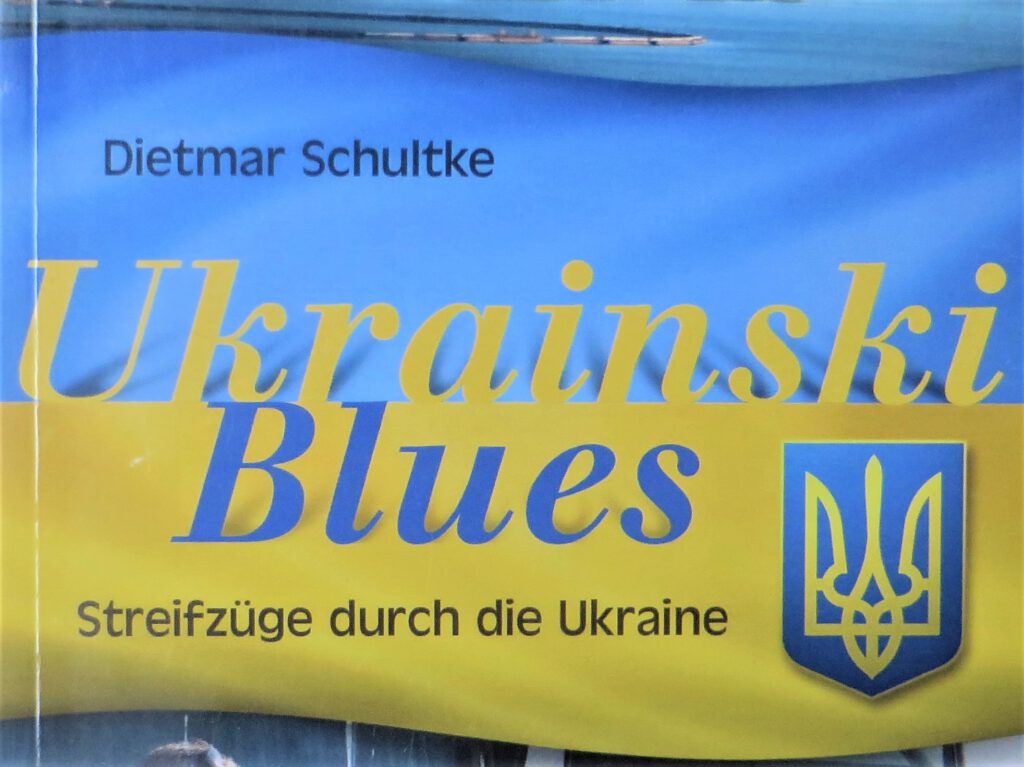 Dietmar Schultke
Ukrainski
Blues
Streifzüge durch die Ukraine